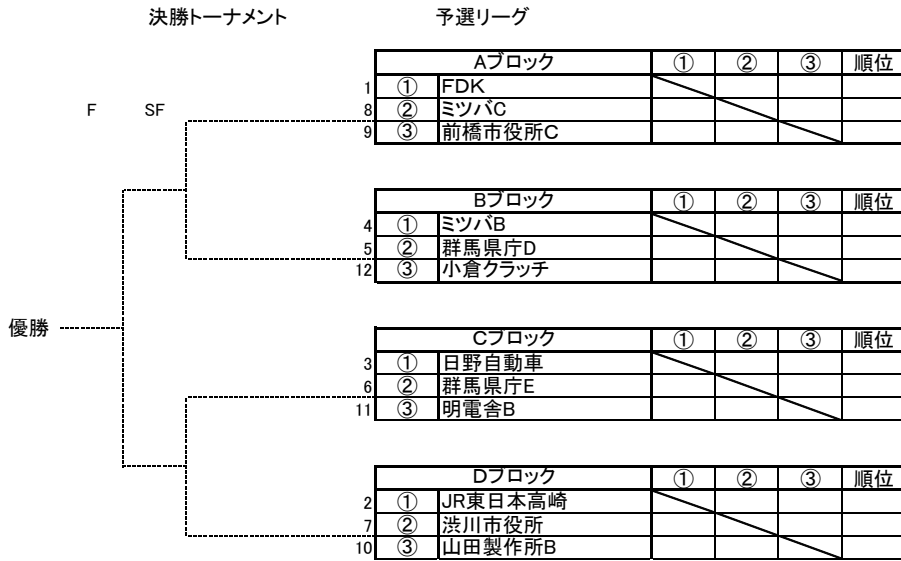 決勝トーナメント 予選リーグ
Aブロック ① ② ③ 順位
1 ① FDK
F SF
8 ② ミツバC
9 ③ 前橋市役所C
Bブロック ① ② ③ 順位
4 ① ミツバB
5 ② 群馬県庁D
12 ③ 小倉クラッチ
優勝
Cブロック ① ② ③ 順位
3 ① 日野自動車
6 ② 群馬県庁E
11 ③ 明電舎B
Dブロック ① ② ③ 順位
2 ① JR東日本高崎
7 ② 渋川市役所
10 ③ 山田製作所B